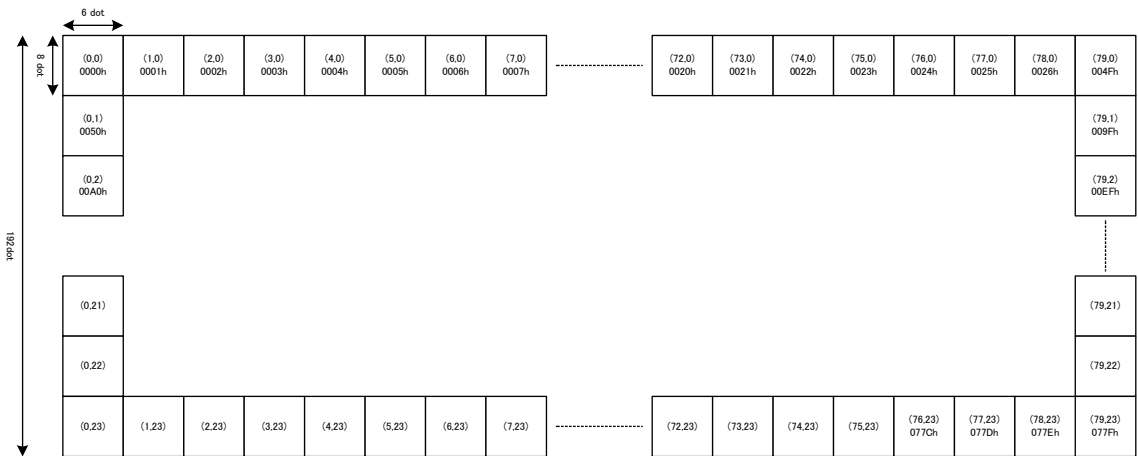 6 dot
8 dot
192dot
(0,0) (1,0) (2,0) (3,0) (4,0) (5,0) (6,0) (7,0) (72,0) (73,0) (74,0) (75,0) (76,0) (77,0) (78,0) (79,0)
0000h 0001h 0002h 0003h 0004h 0005h 0006h 0007h 0020h 0021h 0022h 0023h 0024h 0025h 0026h 004Fh
(0,1) (79,1)
0050h 009Fh
(0,2) (79,2)
00A0h 00EFh
(0,21) (79,21)
(0,22) (79,22)
(0,23) (1,23) (2,23) (3,23) (4,23) (5,23) (6,23) (7,23) (72,23) (73,23) (74,23) (75,23) (76,23) (77,23) (78,23) (79,23)
077Ch 077Dh 077Eh 077Fh